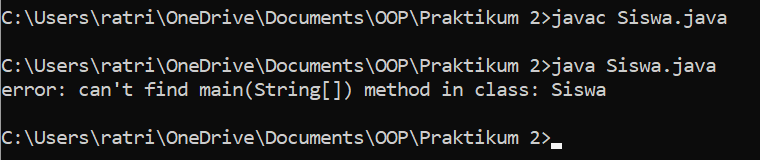 C:\Users\ratri\OneDrive\Documents\OOP\Praktikum 2>javac Siswa.java
C:\Users\ratri\OneDrive\Documents\OOP\Praktikum 2>java Siswa.java
error: can't find main(String[]) method in class: Siswa
C:\Users\ratri\OneDrive\Documents\OOP\Praktikum 2>